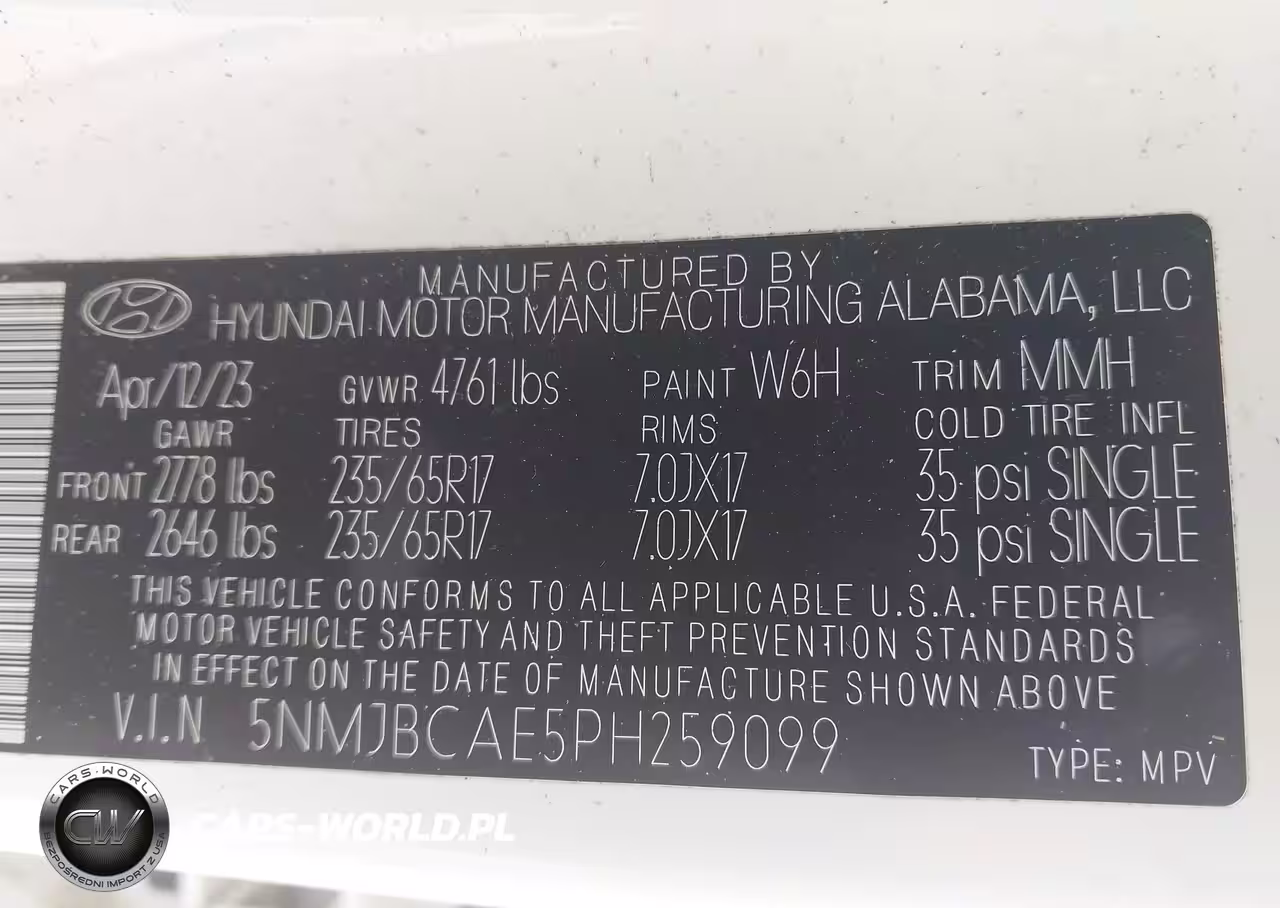 MANUFACTURED BY
HYUNDAI MOTOR MANUFACTURING ALABAMA, LLC
Apr/12/23 GVWR 4761 lbs PAINT W6H TRIM MMH
GAWR TIRES RIMS COLD TIRE INFL
FRONT 2778 lbs 235/65R17 7.0JX17 35 psi SINGLE
REAR 2646 lbs 235/65R17 7.0JX17 35 psi SINGLE
THIS VEHICLE CONFORMS TO ALL APPLICABLE U.S.A. FEDERAL
MOTOR VEHICLE SAFETY AND THEFT PREVENTION STANDARDS
IN EFFECT ON THE DATE OF MANUFACTURE SHOWN ABOVE
V.I.N 5NMJBCAE5PH259099
TYPE: MPV
CARS-WORLD
CW
BEZPOŚREDNI IMPORT Z USA
CARS-WORLD.PL